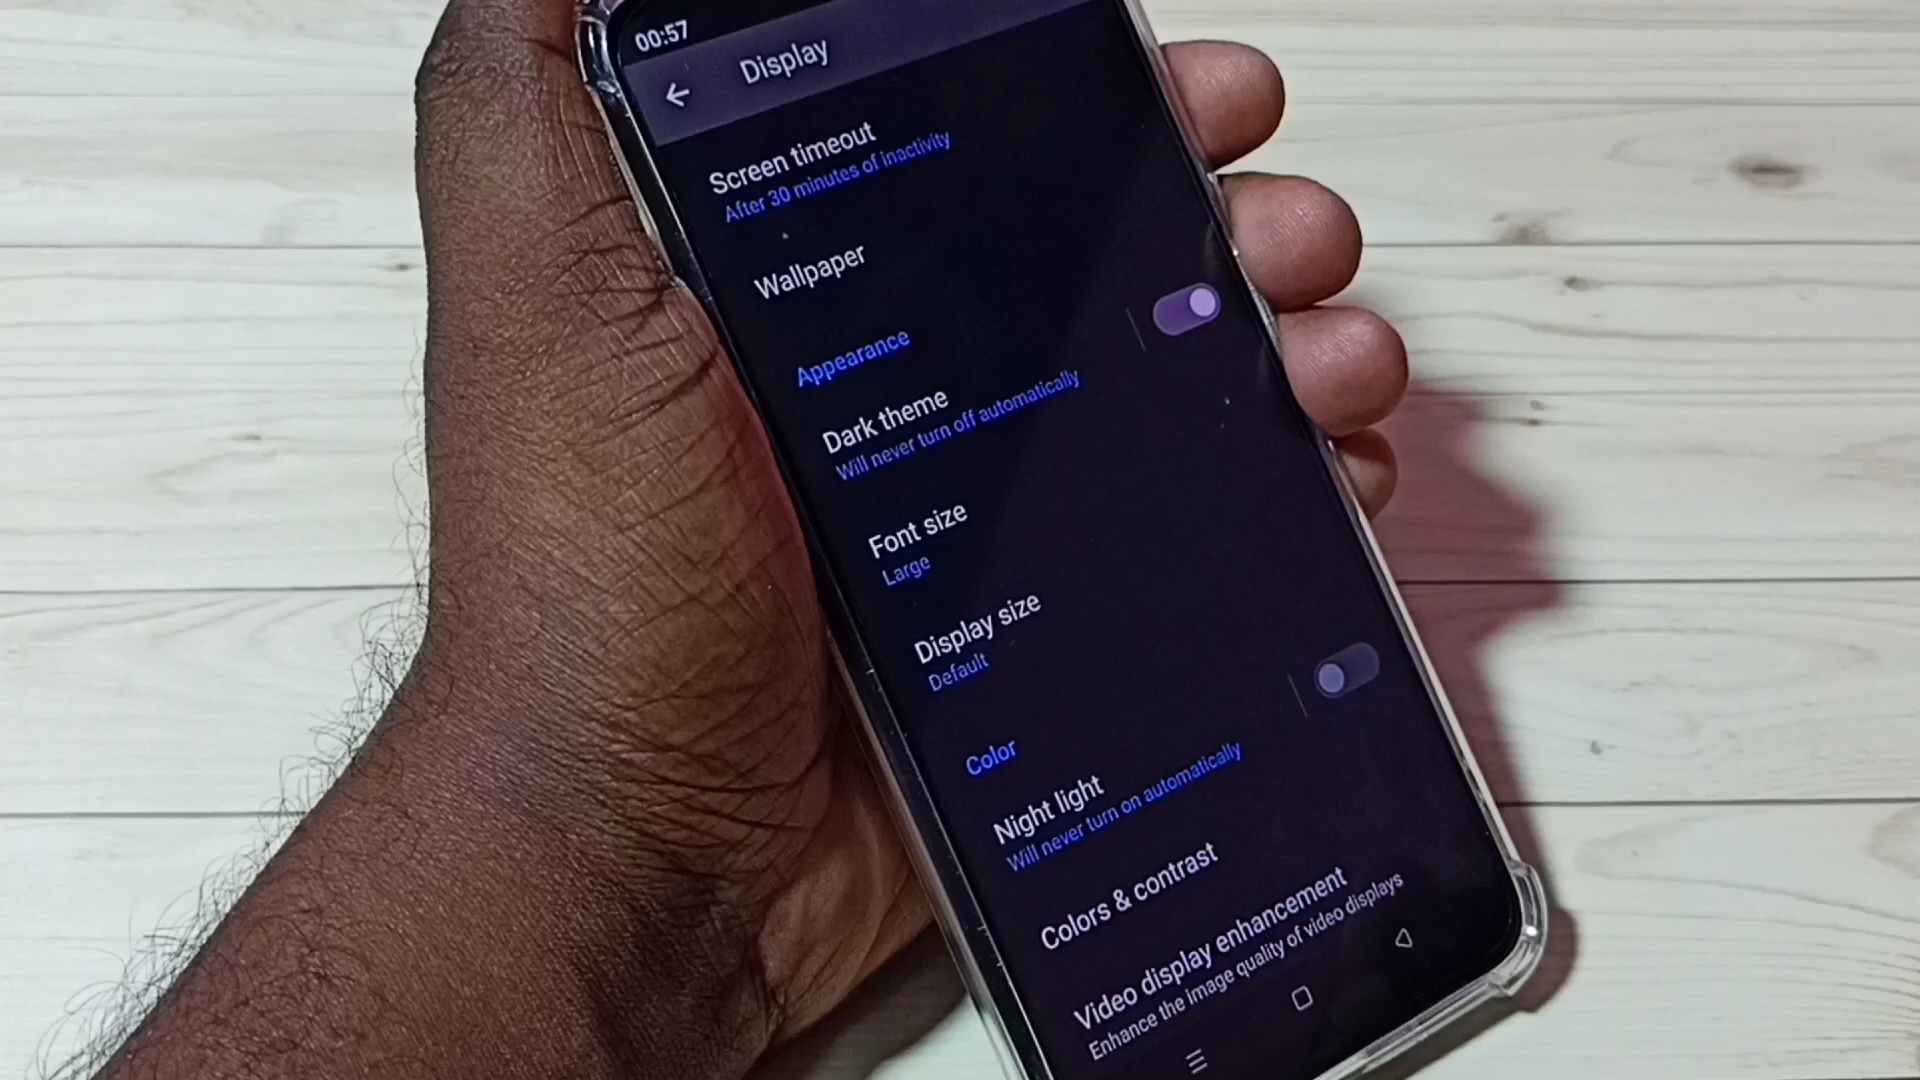 00:57
Display
Screen timeout
After 30 minutes of inactivity
Wallpaper
Appearance
Dark theme
Will never turn off automatically
Font size
Large
Display size
Default
Color
Night light
Will never turn on automatically
Colors & contrast
Video display enhancement
Enhance the image quality of video displays